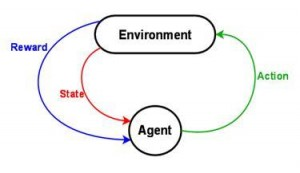 Environment
Reward
Action
State
Agent